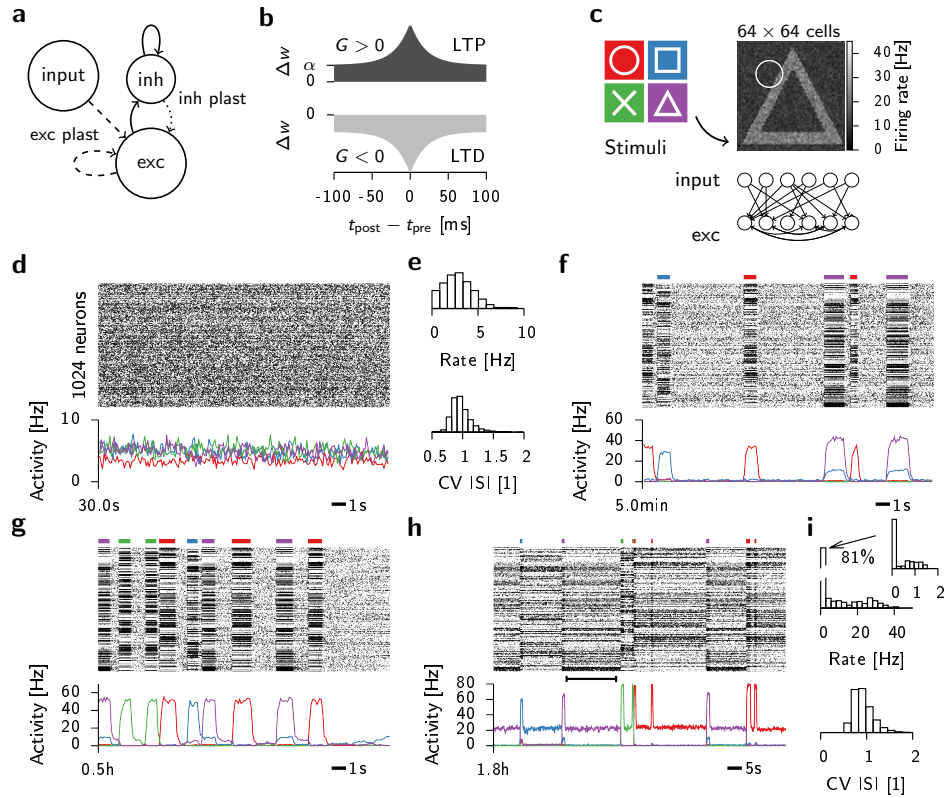 a
input
inh
exc plast
inh plast
exc
b
G > 0
LTP
Δw
α
0
0
Δw
G < 0
LTD
-100
-50
0
50
100
t_post − t_pre [ms]
c
64 × 64 cells
Stimuli
40
30
20
10
0
Firing rate [Hz]
input
exc
d
1024 neurons
10
0
Activity [Hz]
30.0s
1s
e
0
5
10
Rate [Hz]
0.5
1
1.5
2
CV ISI [1]
f
60
40
20
0
Activity [Hz]
5.0min
1s
g
60
40
20
0
Activity [Hz]
0.5h
1s
h
80
60
40
20
0
Activity [Hz]
1.8h
5s
i
81%
0
1
2
0
20
40
Rate [Hz]
0
1
2
CV ISI [1]